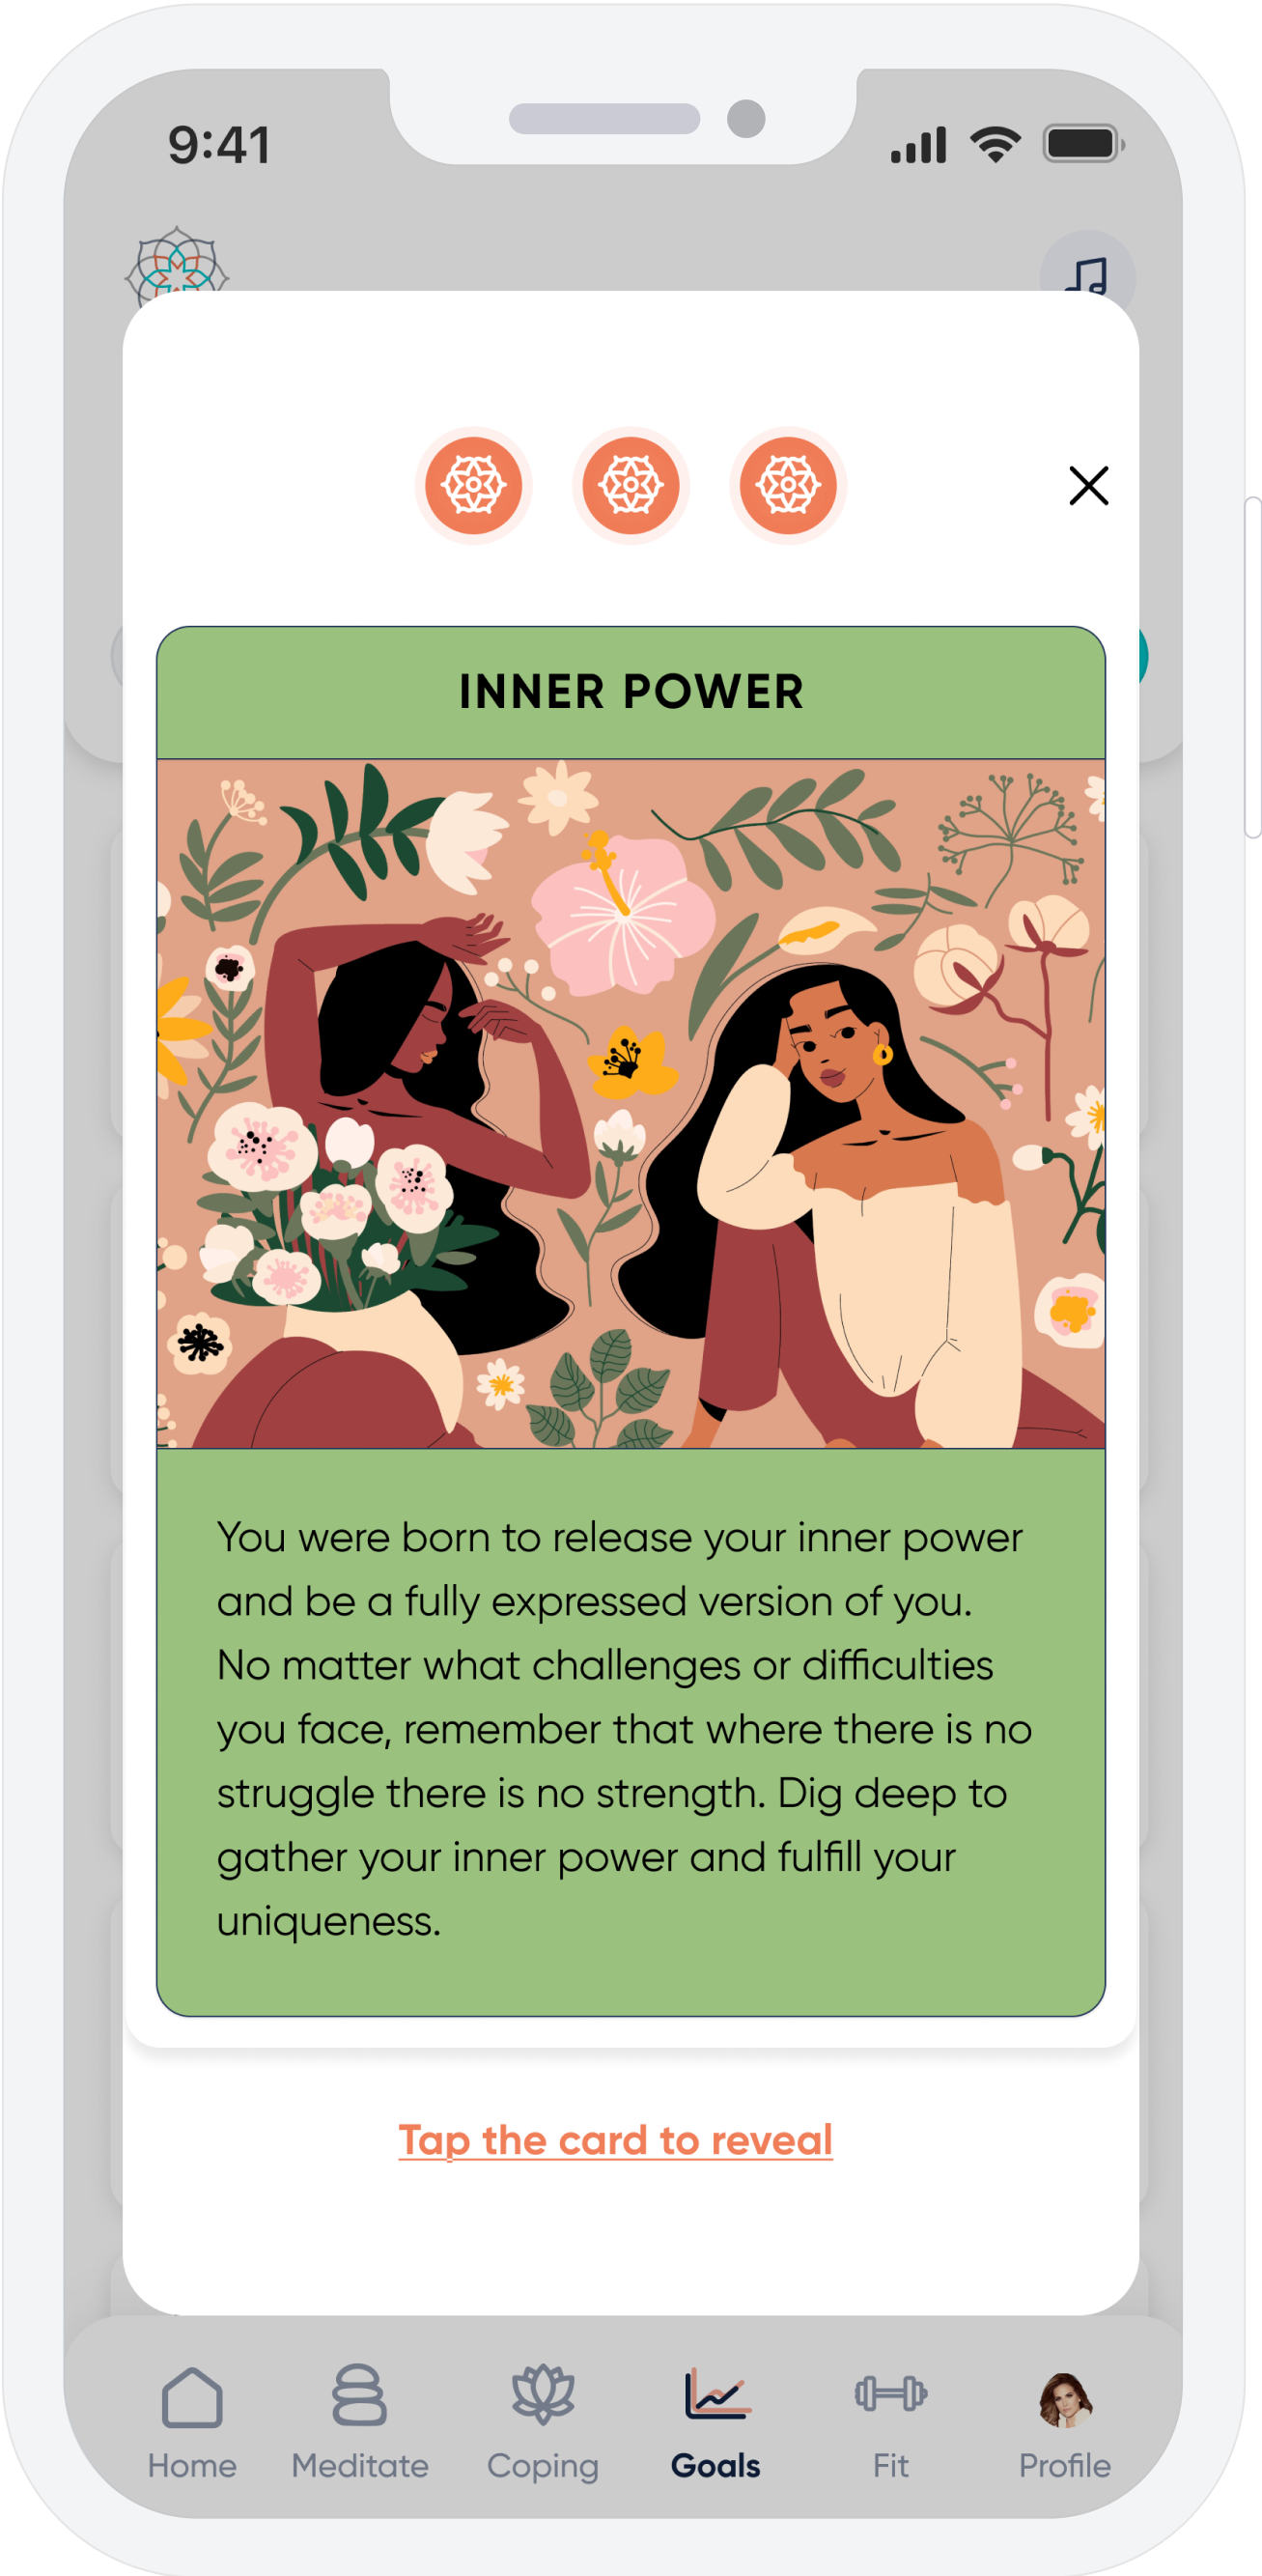 9:41
INNER POWER
You were born to release your inner power
and be a fully expressed version of you.
No matter what challenges or difficulties
you face, remember that where there is no
struggle there is no strength. Dig deep to
gather your inner power and fulfill your
uniqueness.
Tap the card to reveal
Home Meditate Coping Goals Fit Profile